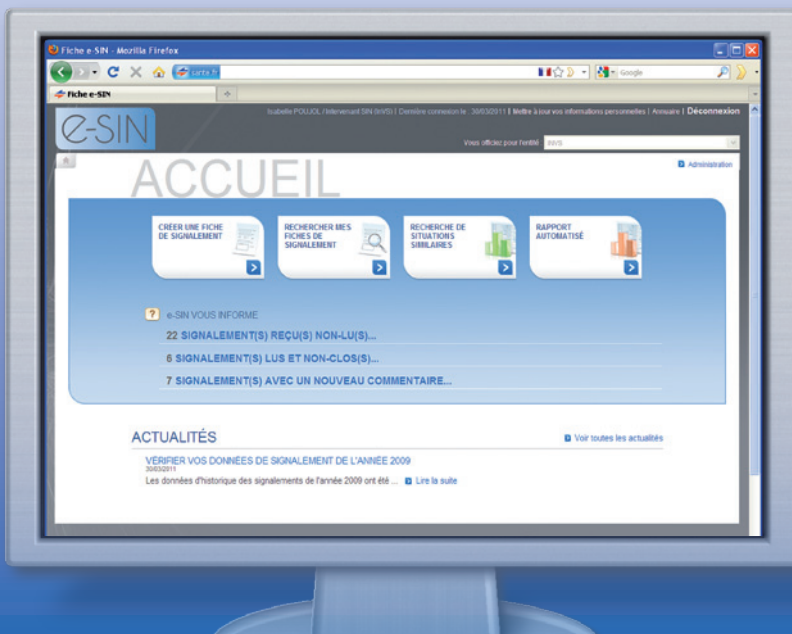 Fiche e-SIN - Mozilla Firefox
sante.fr
Google
Fiche e-SIN
e-SIN
Isabelle POUJOL / Intervenant SIN (InVS) | Dernière connexion le : 30/03/2011 | Mettre à jour vos informations personnelles | Annuaire | Déconnexion
Vous officiez pour l'entité
INVS
Administration
ACCUEIL
CRÉER UNE FICHE
DE SIGNALEMENT
RECHERCHER MES
FICHES DE
SIGNALEMENT
RECHERCHE DE
SITUATIONS
SIMILAIRES
RAPPORT
AUTOMATISÉ
? e-SIN VOUS INFORME
22 SIGNALEMENT(S) REÇU(S) NON-LU(S)...
6 SIGNALEMENT(S) LUS ET NON-CLOS(S)...
7 SIGNALEMENT(S) AVEC UN NOUVEAU COMMENTAIRE...
ACTUALITÉS
Voir toutes les actualités
VÉRIFIER VOS DONNÉES DE SIGNALEMENT DE L'ANNÉE 2009
30/03/2011
Les données d'historique des signalements de l'année 2009 ont été ... Lire la suite